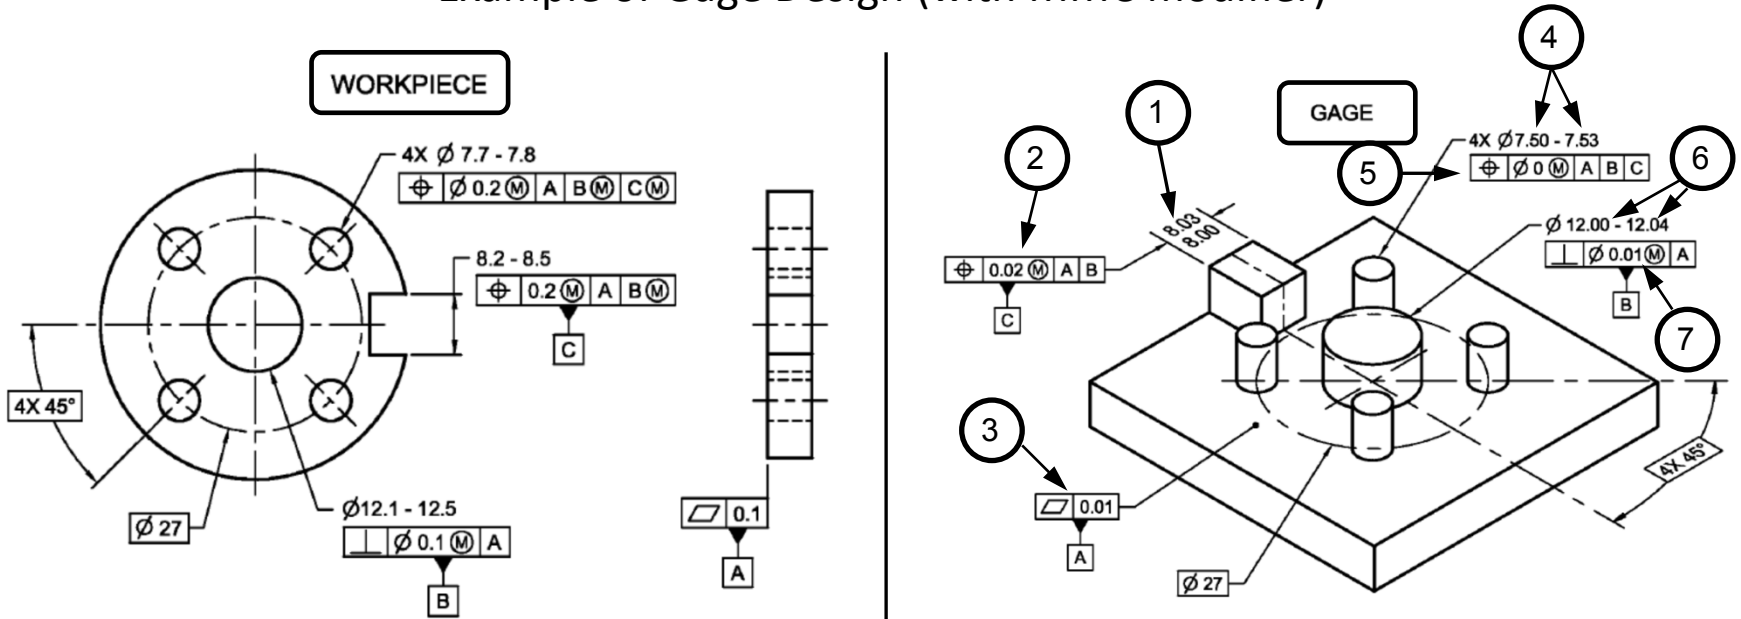 Example of Gage Design (with MMC Modifier)
WORKPIECE
4X Ø 7.7 - 7.8
⌖ Ø 0.2 Ⓜ A B Ⓜ C Ⓜ
8.2 - 8.5
⌖ 0.2 Ⓜ A B Ⓜ
C
4X 45°
Ø 27
Ø12.1 - 12.5
⟂ Ø 0.1 Ⓜ A
B
⏥ 0.1
A
GAGE
1
2
3
4
5
6
7
4X Ø7.50 - 7.53
⌖ Ø 0 Ⓜ A B C
8.03
8.00
⌖ 0.02 Ⓜ A B
C
Ø 12.00 - 12.04
⟂ Ø 0.01 Ⓜ A
B
⏥ 0.01
A
4X 45°
Ø 27